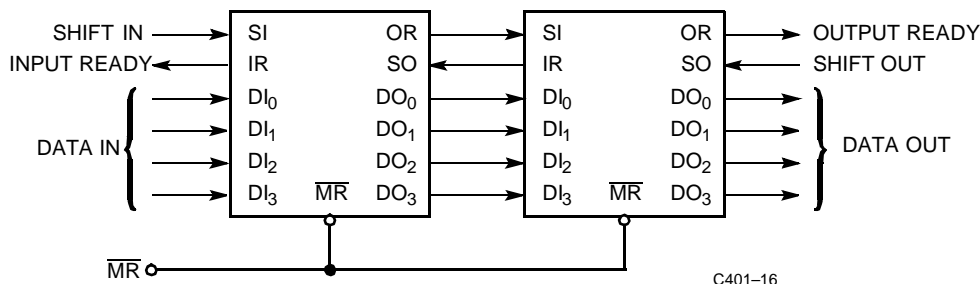 SHIFT IN SI OR SI OR OUTPUT READY
INPUT READY IR SO IR SO SHIFT OUT
DI0 DO0 DI0 DO0
DI1 DO1 DI1 DO1
DATA IN DATA OUT
DI2 DO2 DI2 DO2
DI3 MR DO3 DI3 MR DO3
MR
C401–16